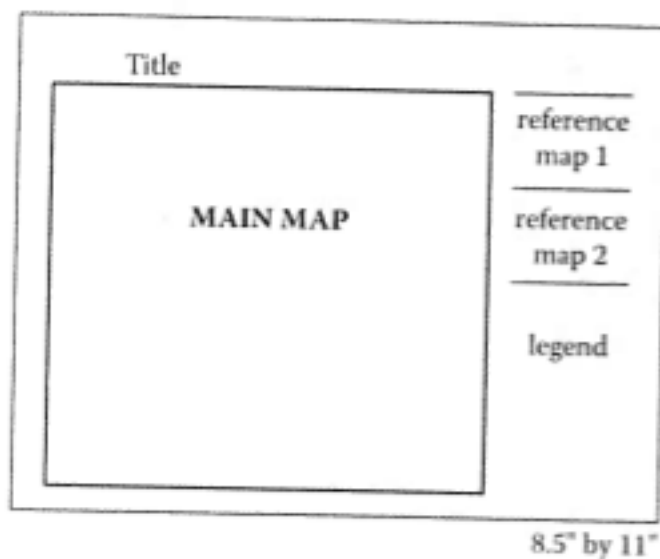 Title
MAIN MAP
reference
map 1
reference
map 2
legend
8.5" by 11"